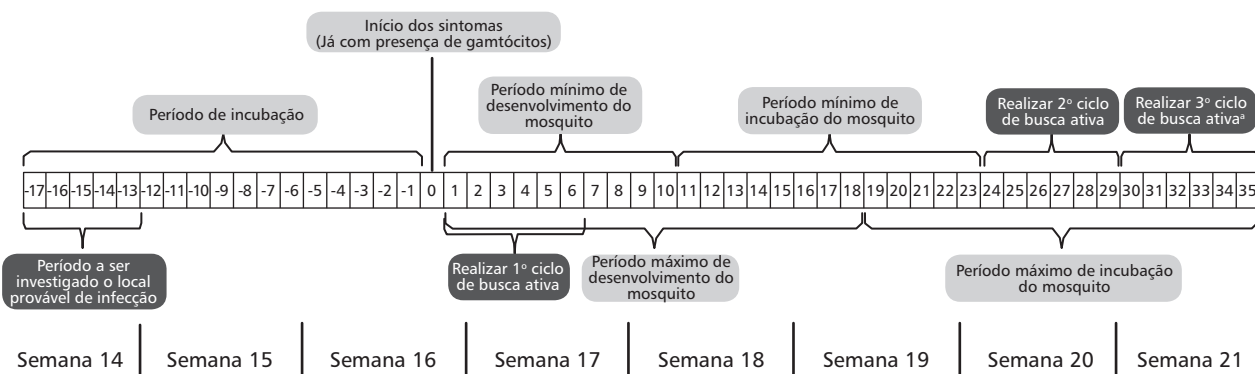 Início dos sintomas
(Já com presença de gamtócitos)
Período de incubação
Período mínimo de
desenvolvimento do
mosquito
Período mínimo de
incubação do mosquito
Realizar 2º ciclo
de busca ativa
Realizar 3º ciclo
de busca ativaª
-17 -16 -15 -14 -13 -12 -11 -10 -9 -8 -7 -6 -5 -4 -3 -2 -1 0 1 2 3 4 5 6 7 8 9 10 11 12 13 14 15 16 17 18 19 20 21 22 23 24 25 26 27 28 29 30 31 32 33 34 35
Período a ser
investigado o local
provável de infecção
Realizar 1º ciclo
de busca ativa
Período máximo de
desenvolvimento do
mosquito
Período máximo de incubação
do mosquito
Semana 14 Semana 15 Semana 16 Semana 17 Semana 18 Semana 19 Semana 20 Semana 21